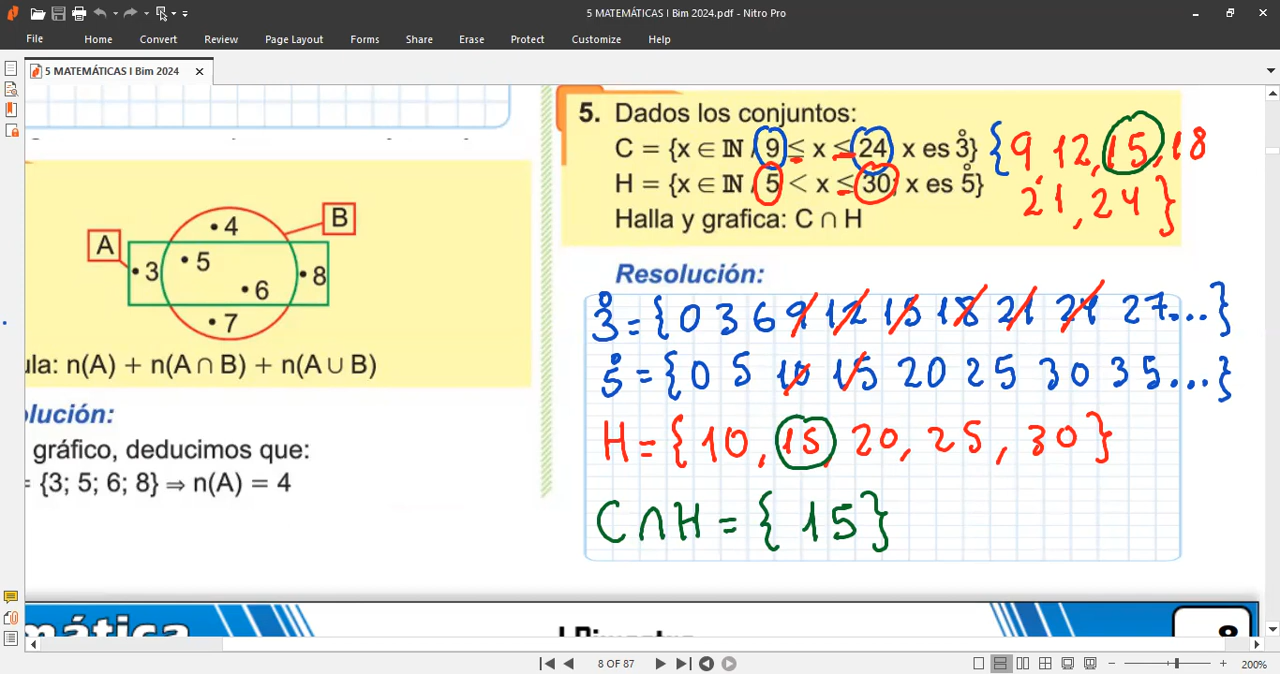 5 MATEMÁTICAS I Bim 2024.pdf - Nitro Pro
File Home Convert Review Page Layout Forms Share Erase Protect Customize Help
5 MATEMÁTICAS I Bim 2024
A
B
• 4
• 3
• 5
• 6
• 8
• 7
ula: n(A) + n(A ∩ B) + n(A ∪ B)
olución:
gráfico, deducimos que:
= {3; 5; 6; 8} ⇒ n(A) = 4
5. Dados los conjuntos:
C = {x ∈ ℕ / 9 ≤ x ≤ 24; x es 3̊} {9, 12, 15, 18
H = {x ∈ ℕ / 5 < x ≤ 30; x es 5̊} 21, 24}
Halla y grafica: C ∩ H
Resolución:
3̊ = {0 3 6 9 12 15 18 21 24 27...}
5̊ = {0 5 10 15 20 25 30 35...}
H = {10, 15, 20, 25, 30}
C ∩ H = {15}
mática
I Bimestre
8
8 OF 87
200%